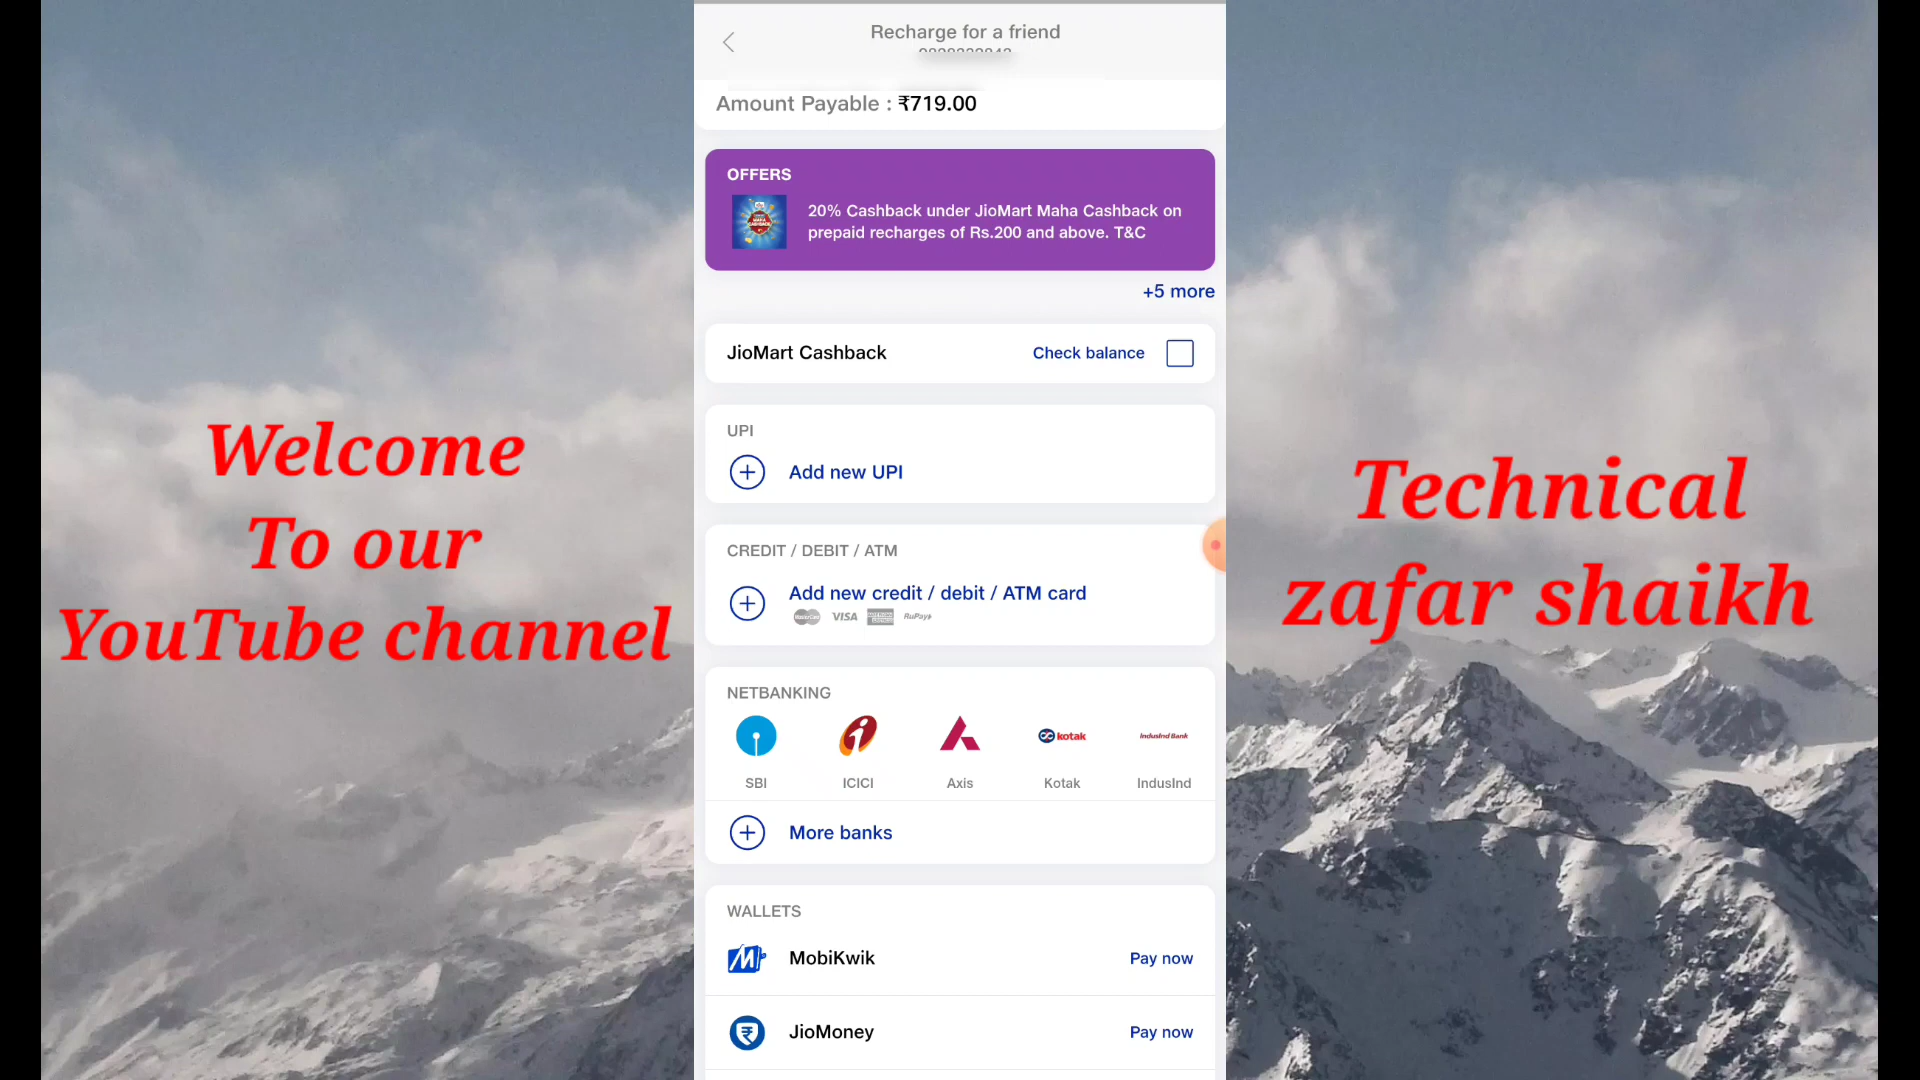 Welcome
To our
YouTube channel
Recharge for a friend
Amount Payable : ₹719.00
OFFERS
20% Cashback under JioMart Maha Cashback on
prepaid recharges of Rs.200 and above. T&C
+5 more
JioMart Cashback
Check balance
UPI
Add new UPI
CREDIT / DEBIT / ATM
Add new credit / debit / ATM card
VISA
RuPay
NETBANKING
kotak
IndusInd Bank
SBI
ICICI
Axis
Kotak
IndusInd
More banks
WALLETS
MobiKwik
Pay now
JioMoney
Pay now
Technical
zafar shaikh